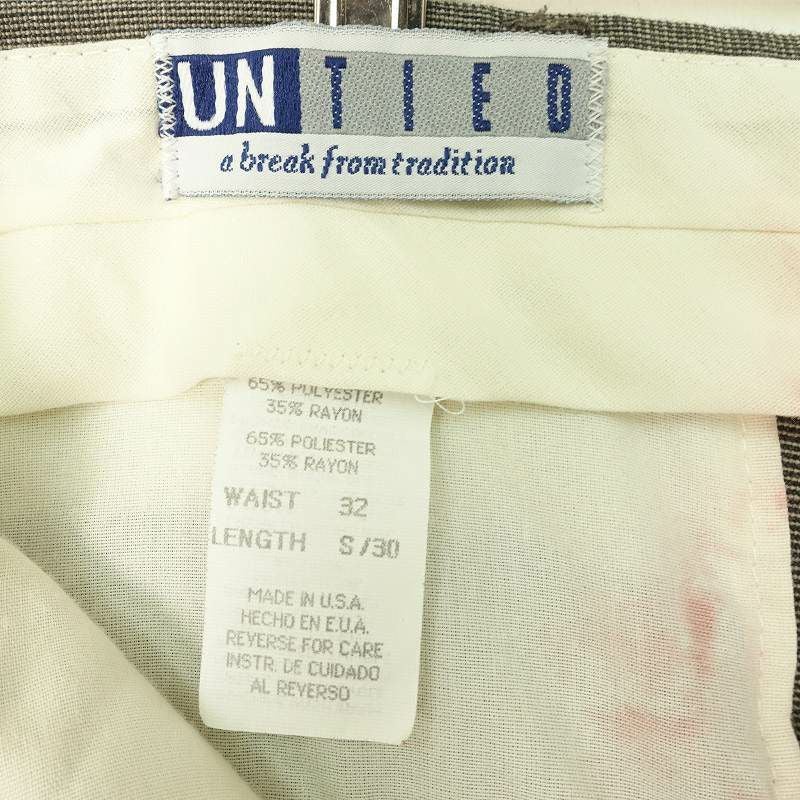 UNTIED
a break from tradition
65% POLYESTER
35% RAYON
65% POLIESTER
35% RAYON
WAIST 32
LENGTH S/30
MADE IN U.S.A.
HECHO EN E.U.A.
REVERSE FOR CARE
INSTR. DE CUIDADO
AL REVERSO